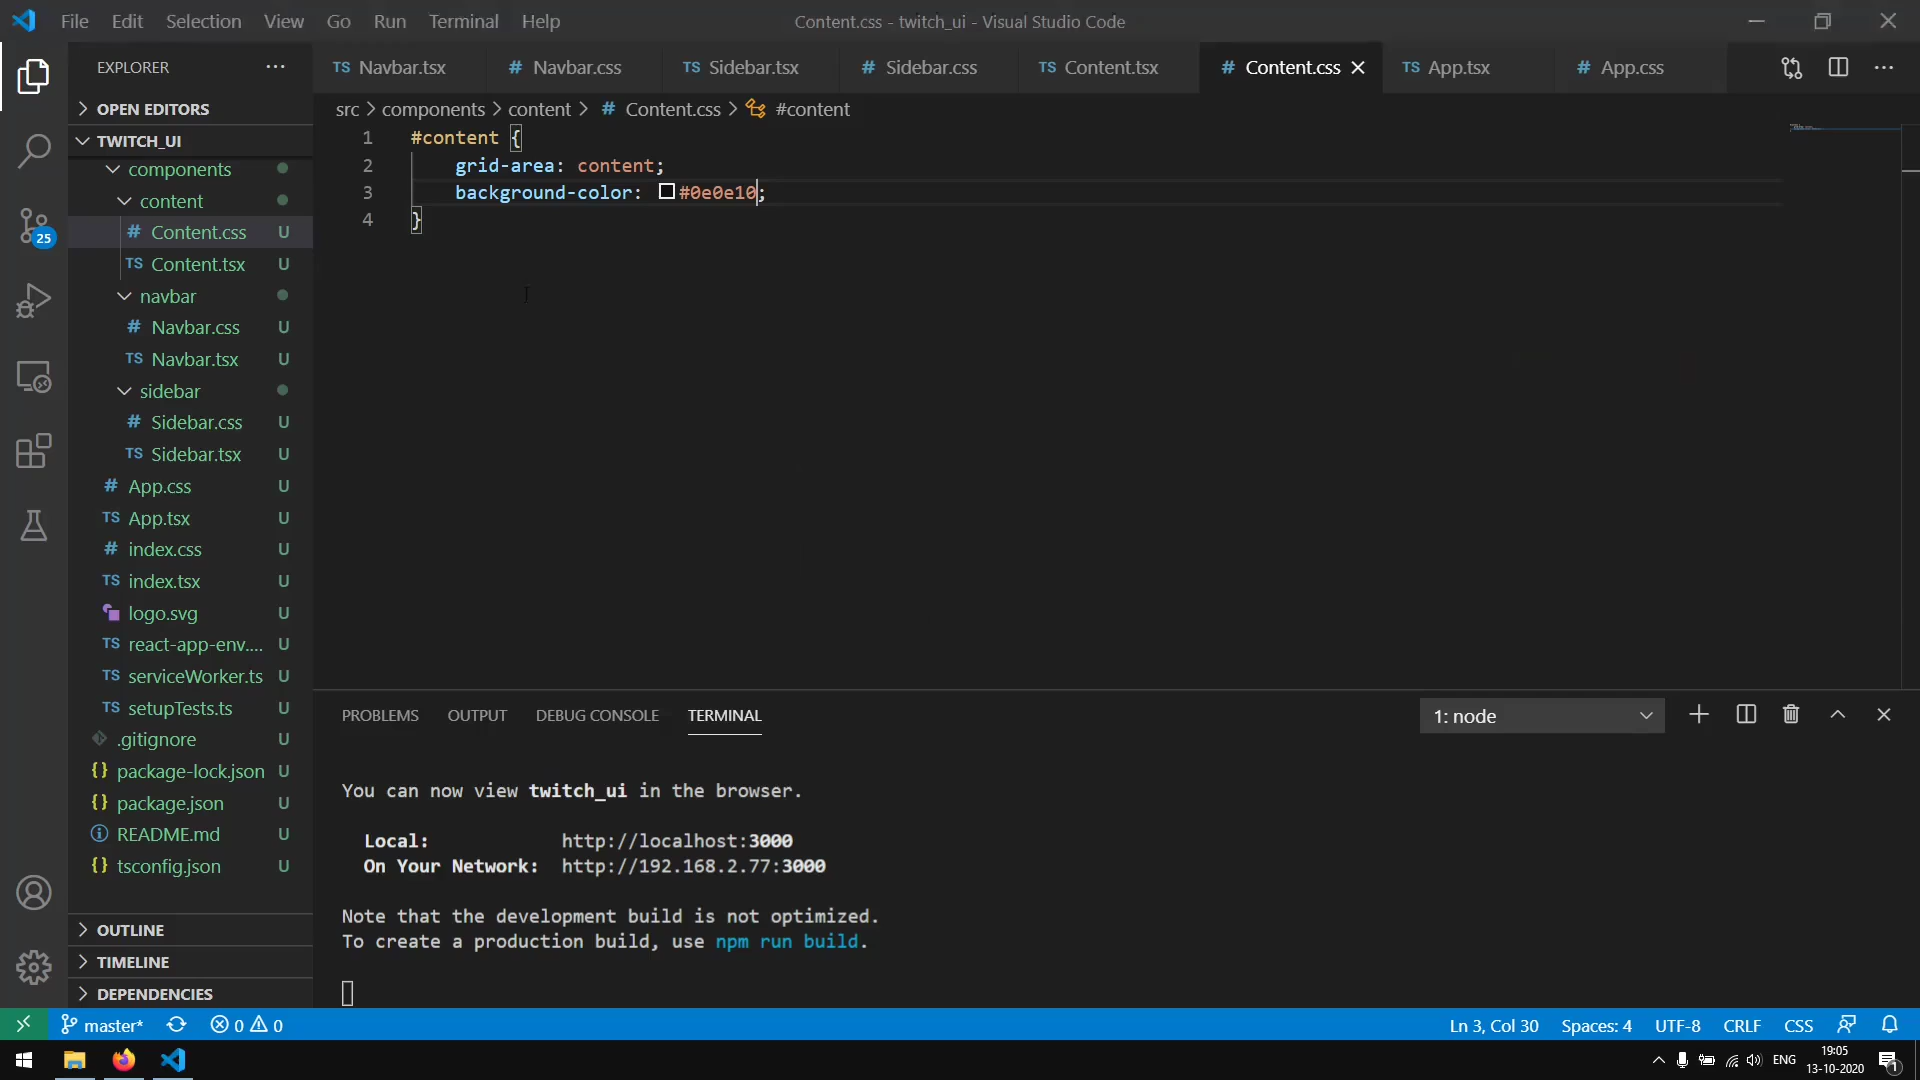 File Edit Selection View Go Run Terminal Help
Content.css - twitch_ui - Visual Studio Code
EXPLORER
OPEN EDITORS
TWITCH_UI
components
content
# Content.css U
TS Content.tsx U
navbar
# Navbar.css U
TS Navbar.tsx U
sidebar
# Sidebar.css U
TS Sidebar.tsx U
# App.css U
TS App.tsx U
# index.css U
TS index.tsx U
logo.svg U
TS react-app-env.... U
TS serviceWorker.ts U
TS setupTests.ts U
.gitignore U
{} package-lock.json U
{} package.json U
README.md U
{} tsconfig.json U
OUTLINE
TIMELINE
DEPENDENCIES
25
TS Navbar.tsx # Navbar.css TS Sidebar.tsx # Sidebar.css TS Content.tsx # Content.css TS App.tsx # App.css
src > components > content > # Content.css > #content
1 #content {
2 grid-area: content;
3 background-color: #0e0e10;
4 }
PROBLEMS OUTPUT DEBUG CONSOLE TERMINAL
1: node
You can now view twitch_ui in the browser.
Local: http://localhost:3000
On Your Network: http://192.168.2.77:3000
Note that the development build is not optimized.
To create a production build, use npm run build.
master* 0 0
Ln 3, Col 30 Spaces: 4 UTF-8 CRLF CSS
ENG
19:05
13-10-2020
1